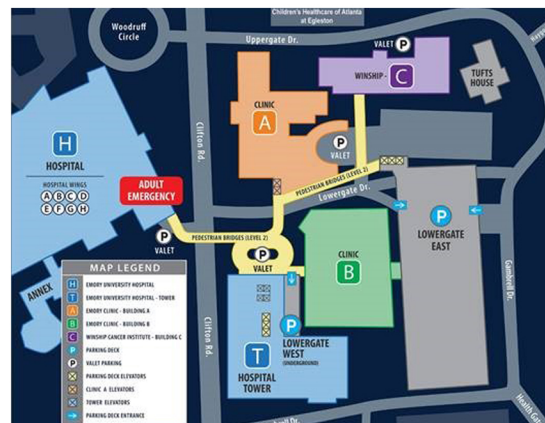 Children's Healthcare of Atlanta
at Egleston
Woodruff
Circle
Uppergate Dr.
VALET P
WINSHIP - C
TUFTS
HOUSE
CLINIC
A
Clifton Rd.
H
HOSPITAL
HOSPITAL WINGS
A B C D
E F G H
ADULT
EMERGENCY
P
VALET
PEDESTRIAN BRIDGES (LEVEL 2)
Lowergate Dr.
P
LOWERGATE
EAST
P
VALET
PEDESTRIAN BRIDGES (LEVEL 2)
P
VALET
CLINIC
B
Gambrell Dr.
ANNEX
MAP LEGEND
H EMORY UNIVERSITY HOSPITAL
T EMORY UNIVERSITY HOSPITAL - TOWER
A EMORY CLINIC - BUILDING A
B EMORY CLINIC - BUILDING B
C WINSHIP CANCER INSTITUTE - BUILDING C
P PARKING DECK
P VALET PARKING
PARKING DECK ELEVATORS
CLINIC A ELEVATORS
TOWER ELEVATORS
PARKING DECK ENTRANCE
Clifton Rd.
P
LOWERGATE
WEST
(UNDERGROUND)
T
HOSPITAL
TOWER